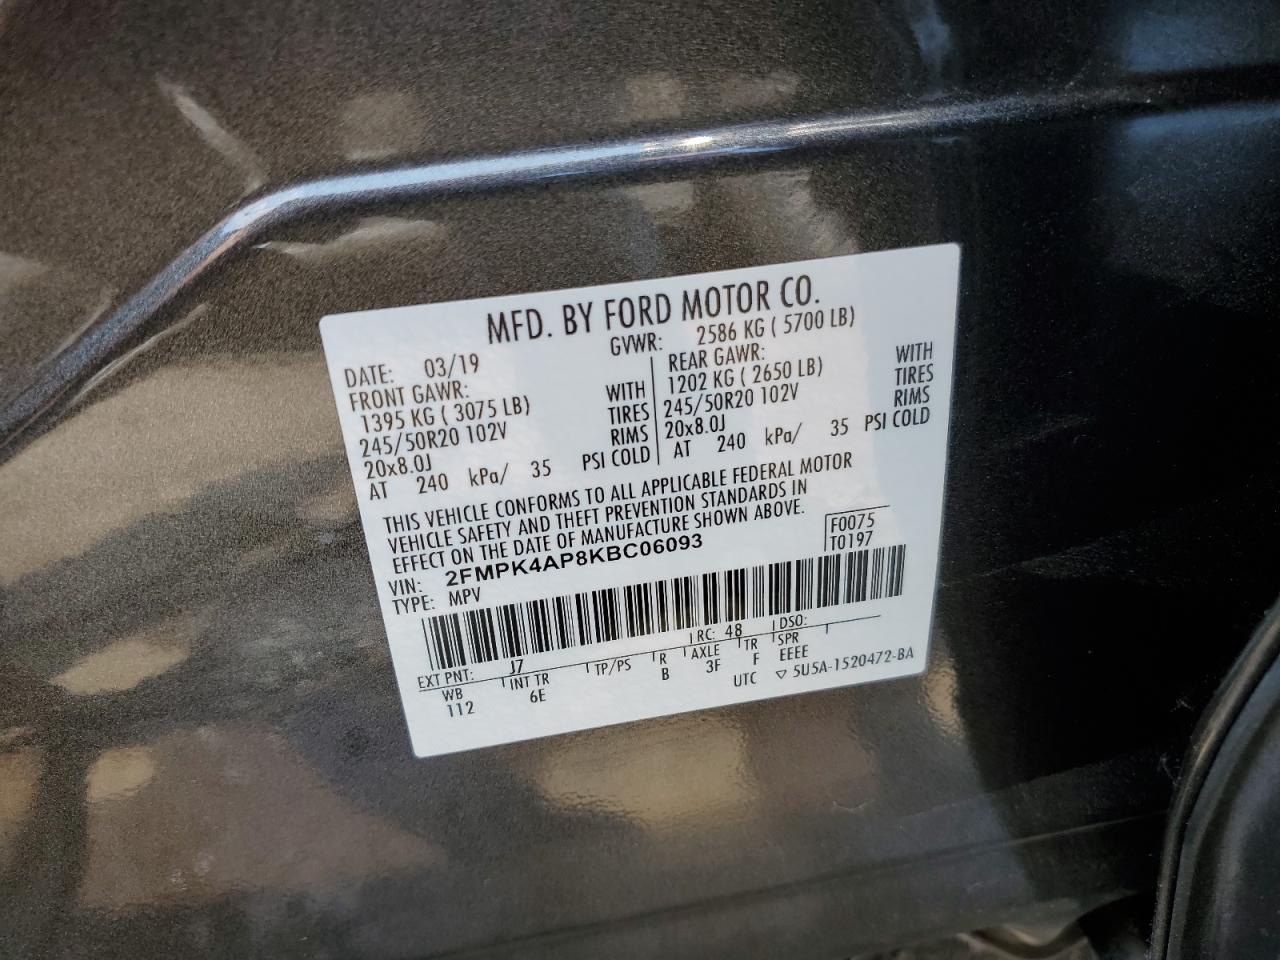 MFD. BY FORD MOTOR CO.
DATE: 03/19
GVWR: 2586 KG ( 5700 LB)
FRONT GAWR:
1395 KG ( 3075 LB) WITH
245/50R20 102V TIRES
20x8.0J RIMS
AT 240 kPa/ 35 PSI COLD
REAR GAWR: WITH
1202 KG ( 2650 LB) TIRES
245/50R20 102V RIMS
20x8.0J
AT 240 kPa/ 35 PSI COLD
THIS VEHICLE CONFORMS TO ALL APPLICABLE FEDERAL MOTOR
VEHICLE SAFETY AND THEFT PREVENTION STANDARDS IN
EFFECT ON THE DATE OF MANUFACTURE SHOWN ABOVE.
F0075
T0197
VIN: 2FMPK4AP8KBC06093
TYPE: MPV
EXT PNT: J7 RC: 48 DSO:
WB INT TR TP/PS R AXLE TR SPR
112 6E B 3F F EEEE
UTC ▽ 5U5A-1520472-BA